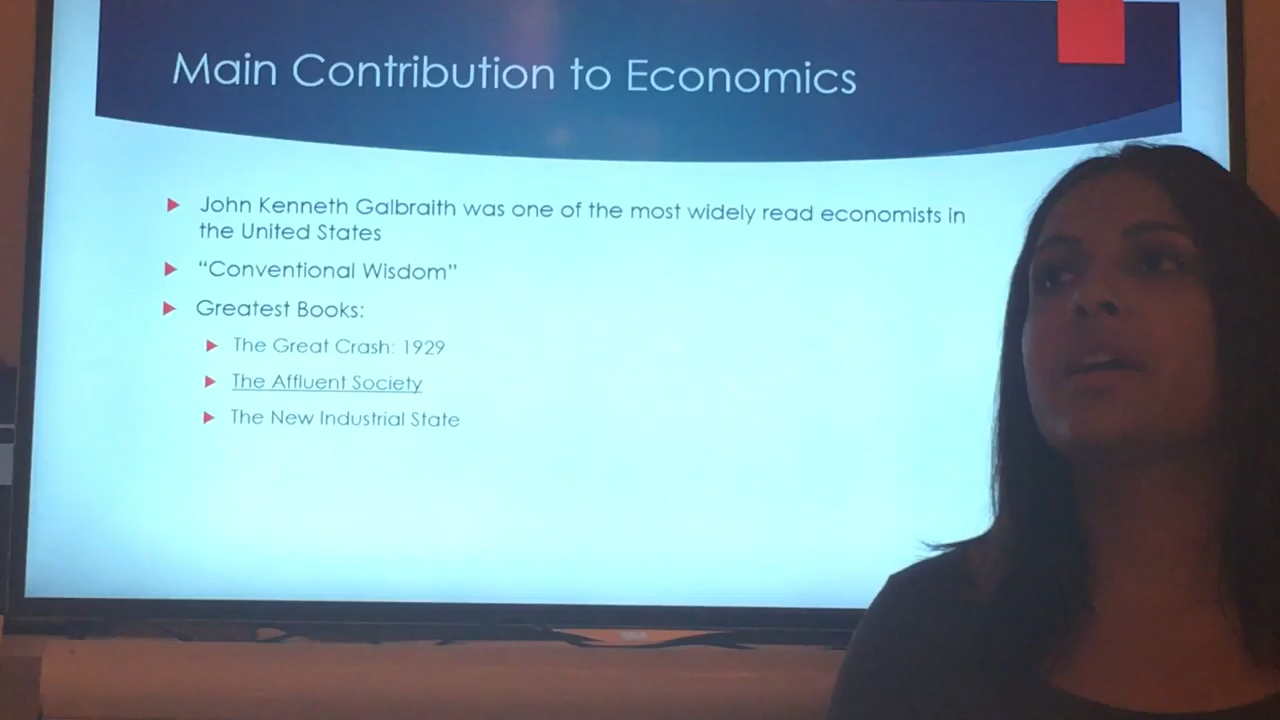 Main Contribution to Economics
John Kenneth Galbraith was one of the most widely read economists in
the United States
“Conventional Wisdom”
Greatest Books:
The Great Crash: 1929
The Affluent Society
The New Industrial State